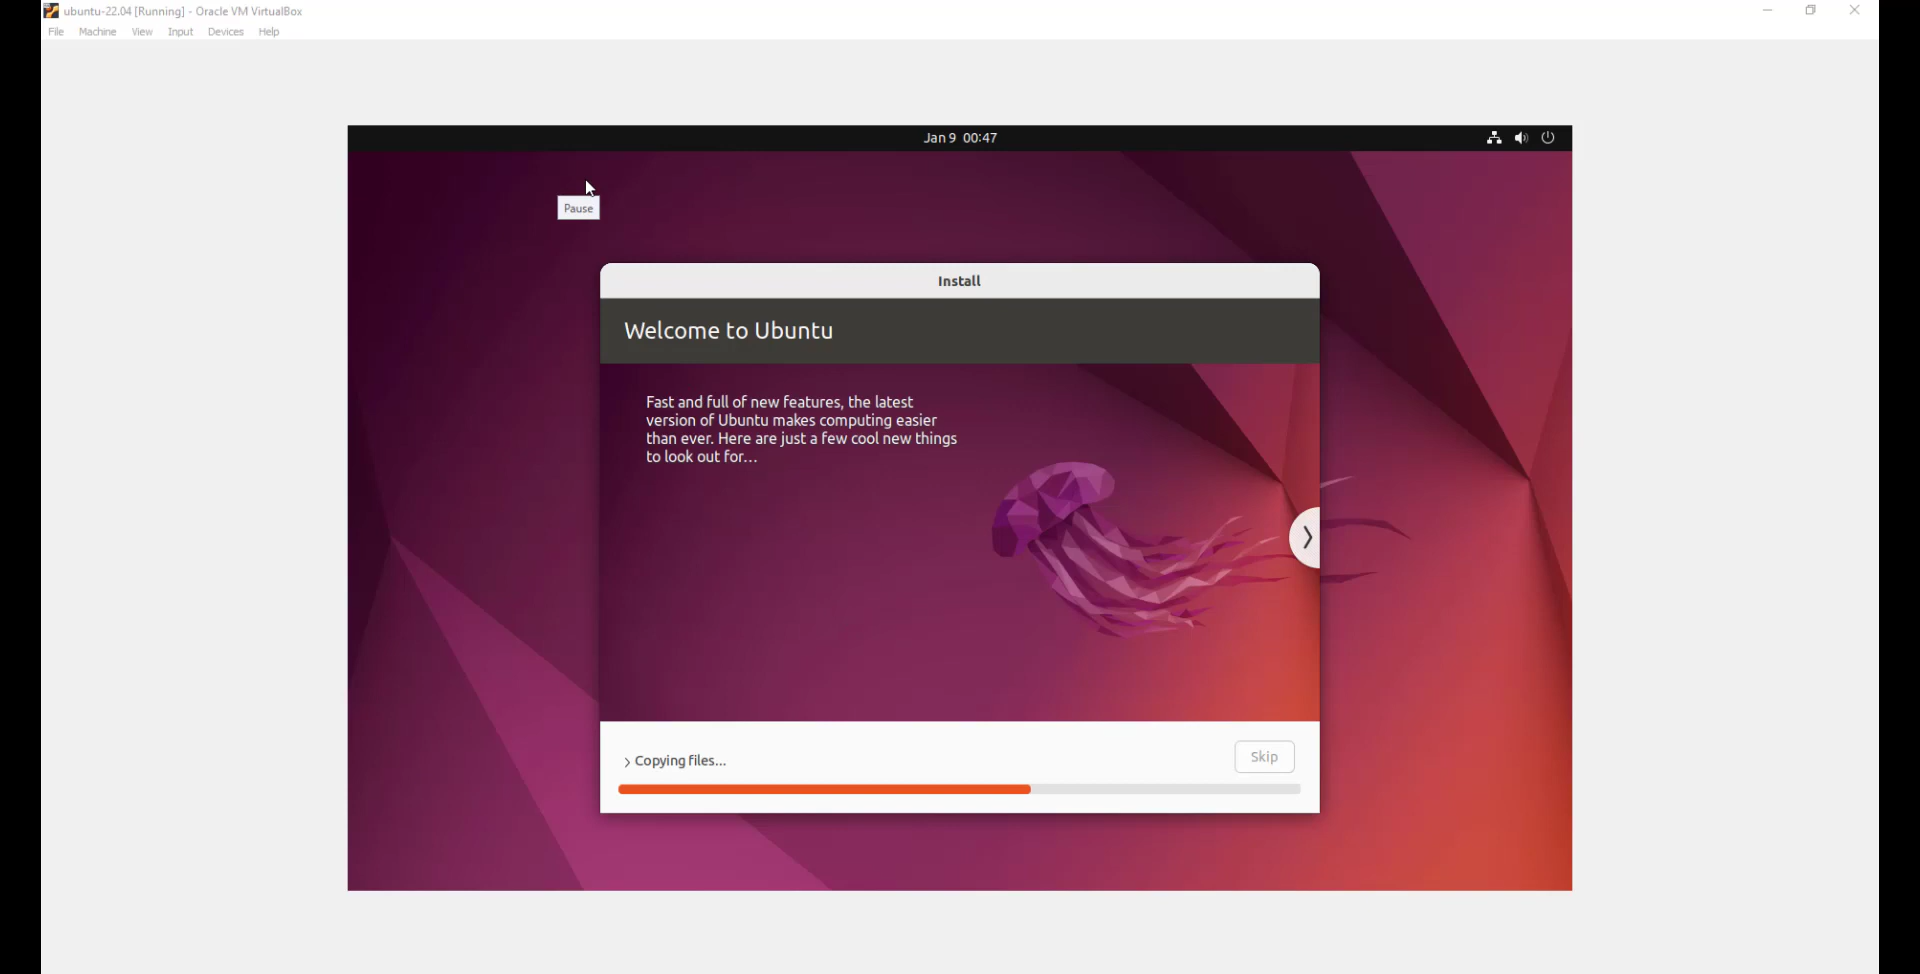 ubuntu-22.04 [Running] - Oracle VM VirtualBox
File Machine View Input Devices Help
Jan 9 00:47
Pause
Install
Welcome to Ubuntu
Fast and full of new features, the latest
version of Ubuntu makes computing easier
than ever. Here are just a few cool new things
to look out for...
Copying files...
Skip